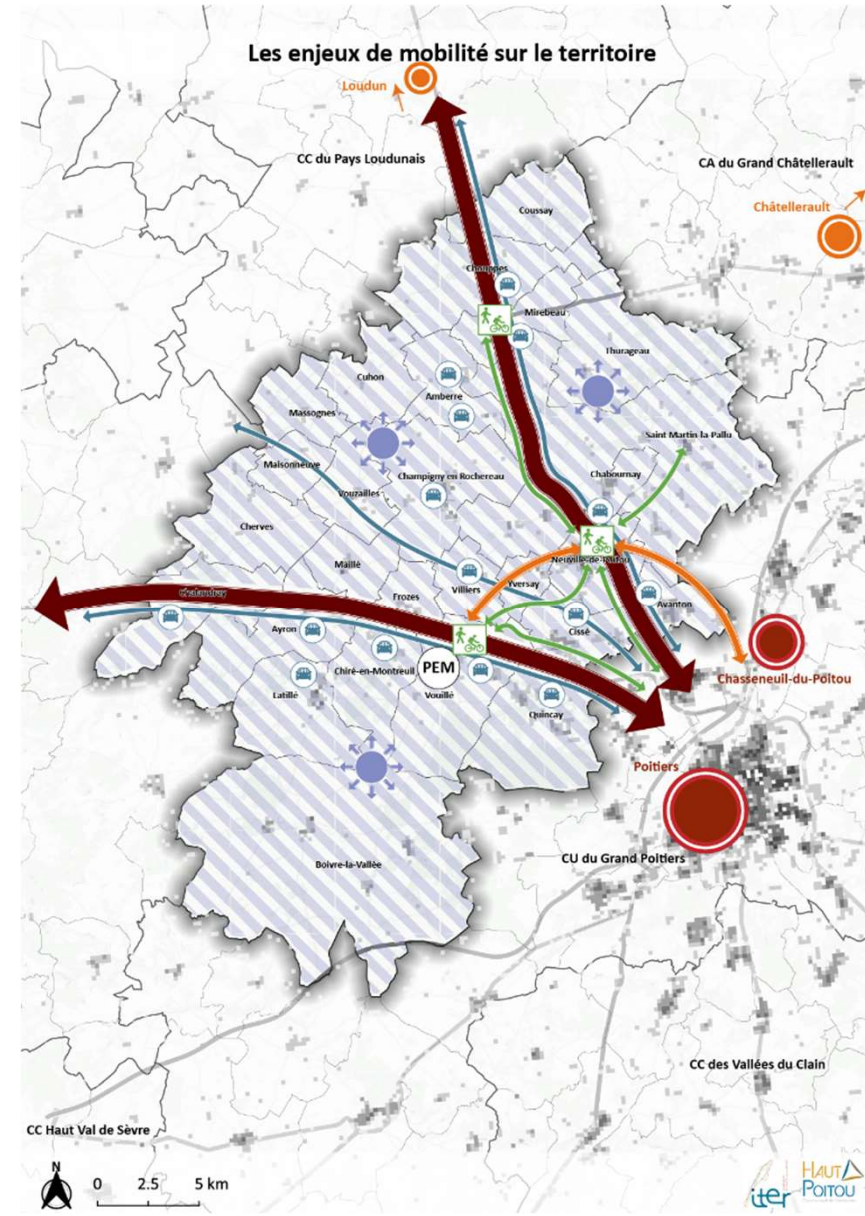 Les enjeux de mobilité sur le territoire
Loudun
CC du Pays Loudunais
CA du Grand Châtellerault
Châtellerault
Coussay
Champigny en Rochereau
Mirebeau
Thurageau
Cuhon
Amberre
Massognes
Saint Martin la Pallu
Maisonneuve
Chabournay
Vouzailles
Cherves
Maillé
Neuville-de-Poitou
Villiers
Yversay
Chalandray
Frozes
Avanton
Ayron
Cissé
Chiré-en-Montreuil
PEM
Chasseneuil-du-Poitou
Latillé
Vouillé
Quincay
Poitiers
CU du Grand Poitiers
Boivre-la-Vallée
CC des Vallées du Clain
CC Haut Val de Sèvre
N
0 2.5 5 km
iter
HAUT
POITOU